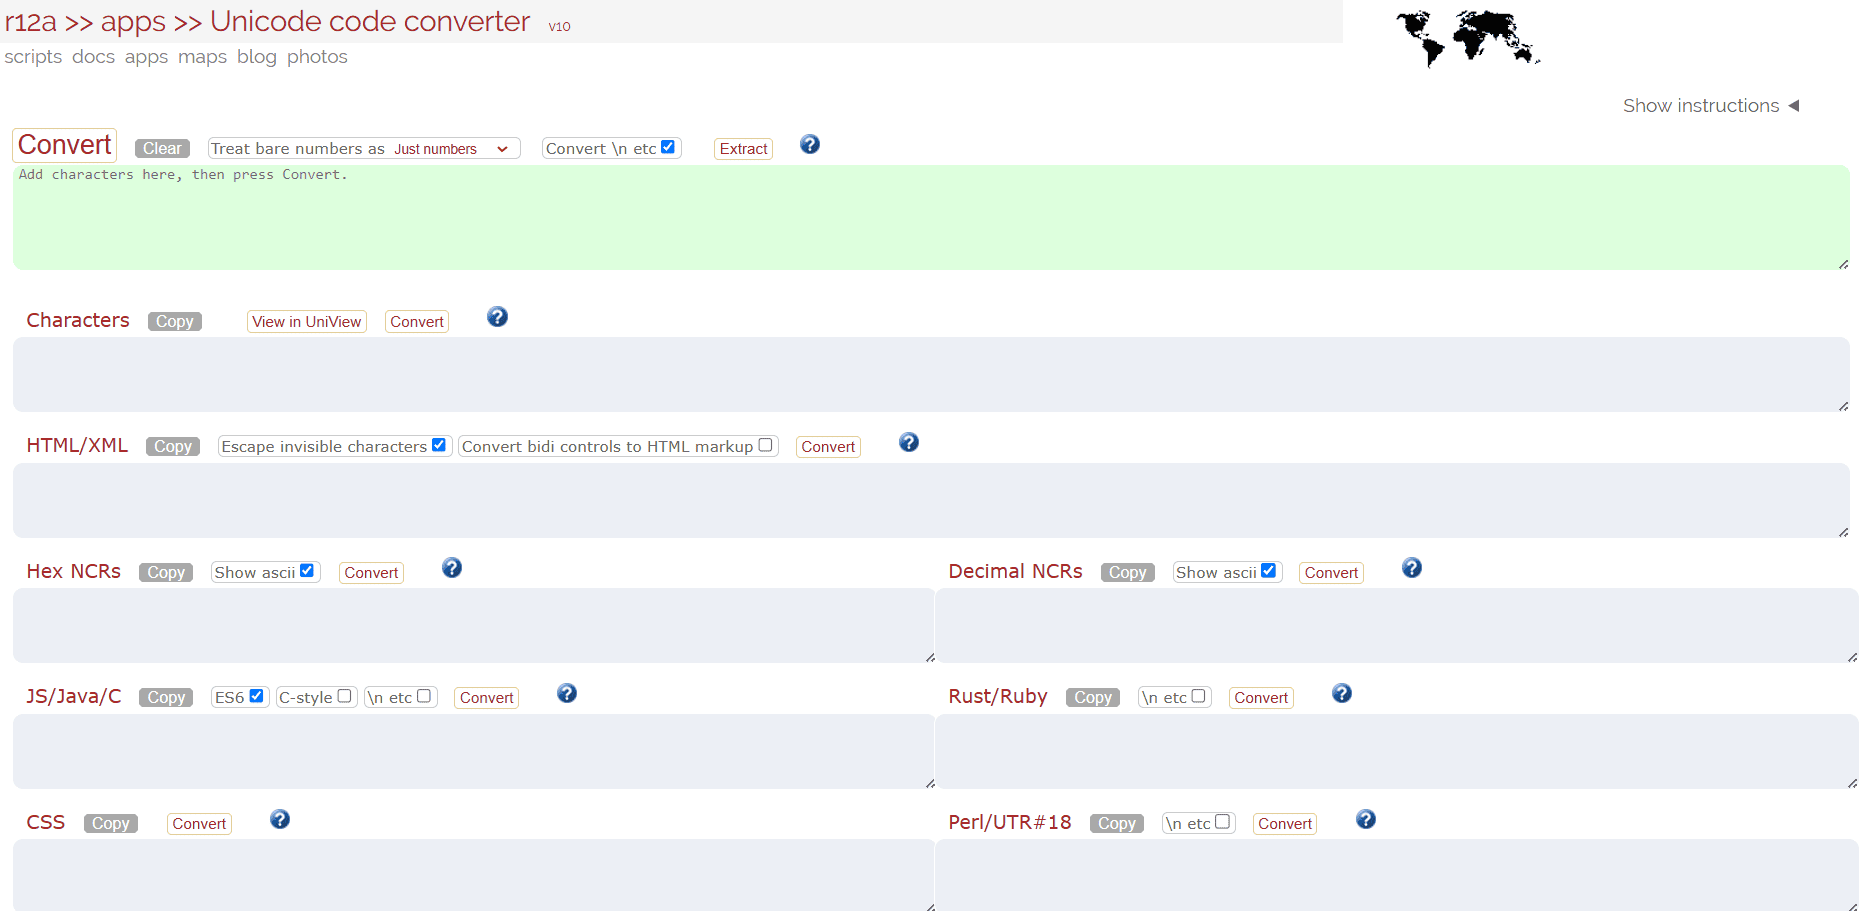 r12a >> apps >> Unicode code converter v10
scripts docs apps maps blog photos
Show instructions ◀
Convert Clear Treat bare numbers as Just numbers Convert \n etc Extract ?
Add characters here, then press Convert.
Characters Copy View in UniView Convert ?
HTML/XML Copy Escape invisible characters Convert bidi controls to HTML markup Convert ?
Hex NCRs Copy Show ascii Convert ? Decimal NCRs Copy Show ascii Convert ?
JS/Java/C Copy ES6 C-style \n etc Convert ? Rust/Ruby Copy \n etc Convert ?
CSS Copy Convert ? Perl/UTR#18 Copy \n etc Convert ?